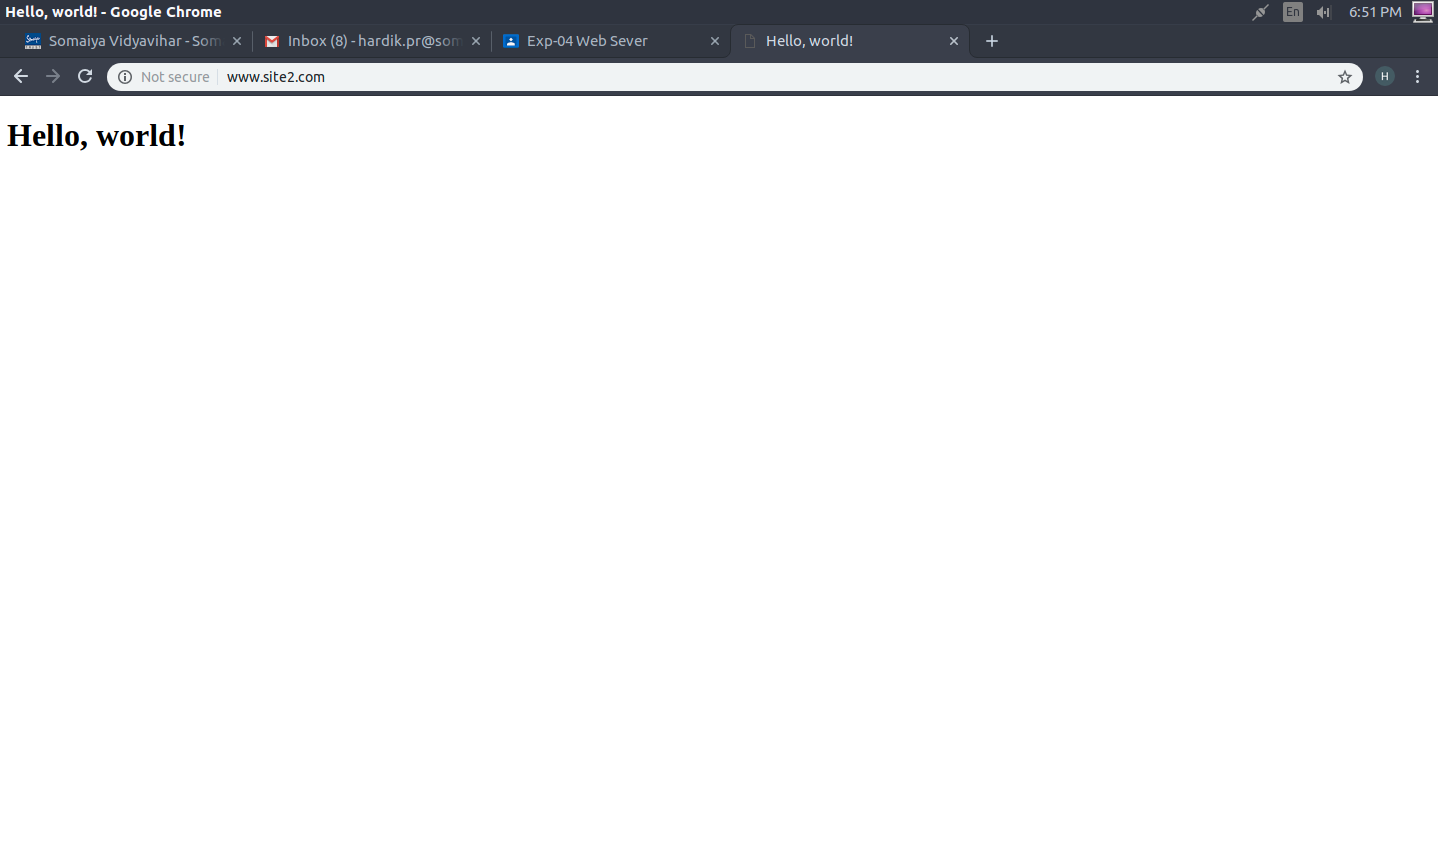 Hello, world! - Google Chrome
En
6:51 PM
Somaiya Vidyavihar - Som
Inbox (8) - hardik.pr@som
Exp-04 Web Sever
Hello, world!
Not secure
www.site2.com
H
Hello, world!